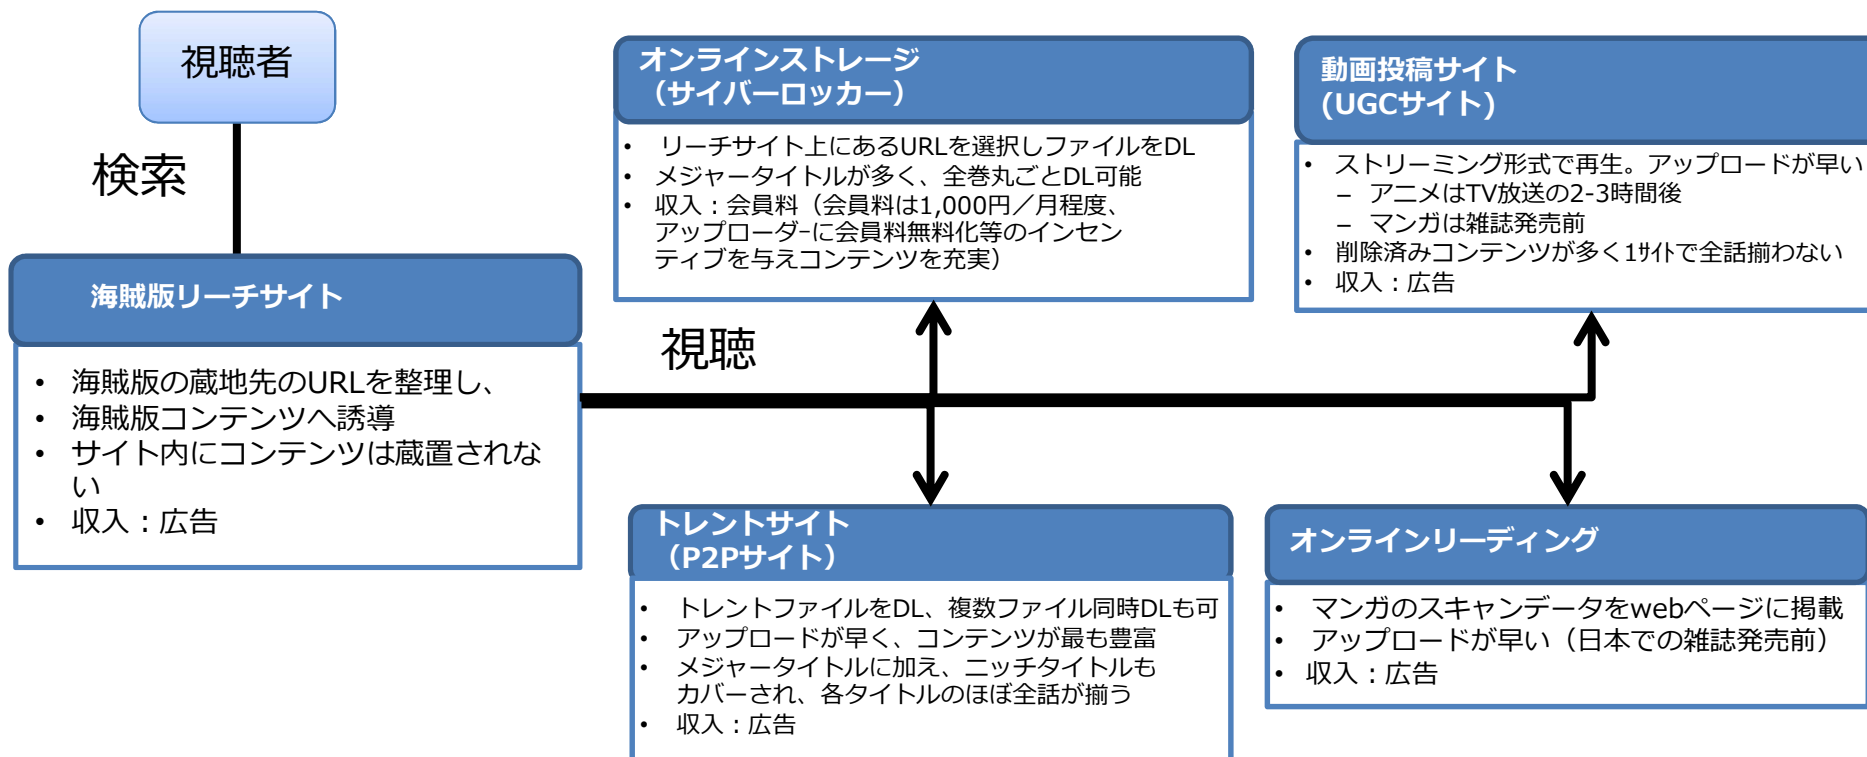 視聴者
検索
海賊版リーチサイト
• 海賊版の蔵地先のURLを整理し、
• 海賊版コンテンツへ誘導
• サイト内にコンテンツは蔵置されな
い
• 収入：広告
視聴
オンラインストレージ
（サイバーロッカー）
• リーチサイト上にあるURLを選択しファイルをDL
• メジャータイトルが多く、全巻丸ごとDL可能
• 収入：会員料（会員料は1,000円／月程度、
アップローダｰに会員料無料化等のインセン
ティブを与えコンテンツを充実）
動画投稿サイト
(UGCサイト)
• ストリーミング形式で再生。アップロードが早い
– アニメはTV放送の2-3時間後
– マンガは雑誌発売前
• 削除済みコンテンツが多く1ｻｲﾄで全話揃わない
• 収入：広告
トレントサイト
（P2Pサイト）
• トレントファイルをDL、複数ファイル同時DLも可
• アップロードが早く、コンテンツが最も豊富
• メジャータイトルに加え、ニッチタイトルも
カバーされ、各タイトルのほぼ全話が揃う
• 収入：広告
オンラインリーディング
• マンガのスキャンデータをwebページに掲載
• アップロードが早い（日本での雑誌発売前）
• 収入：広告